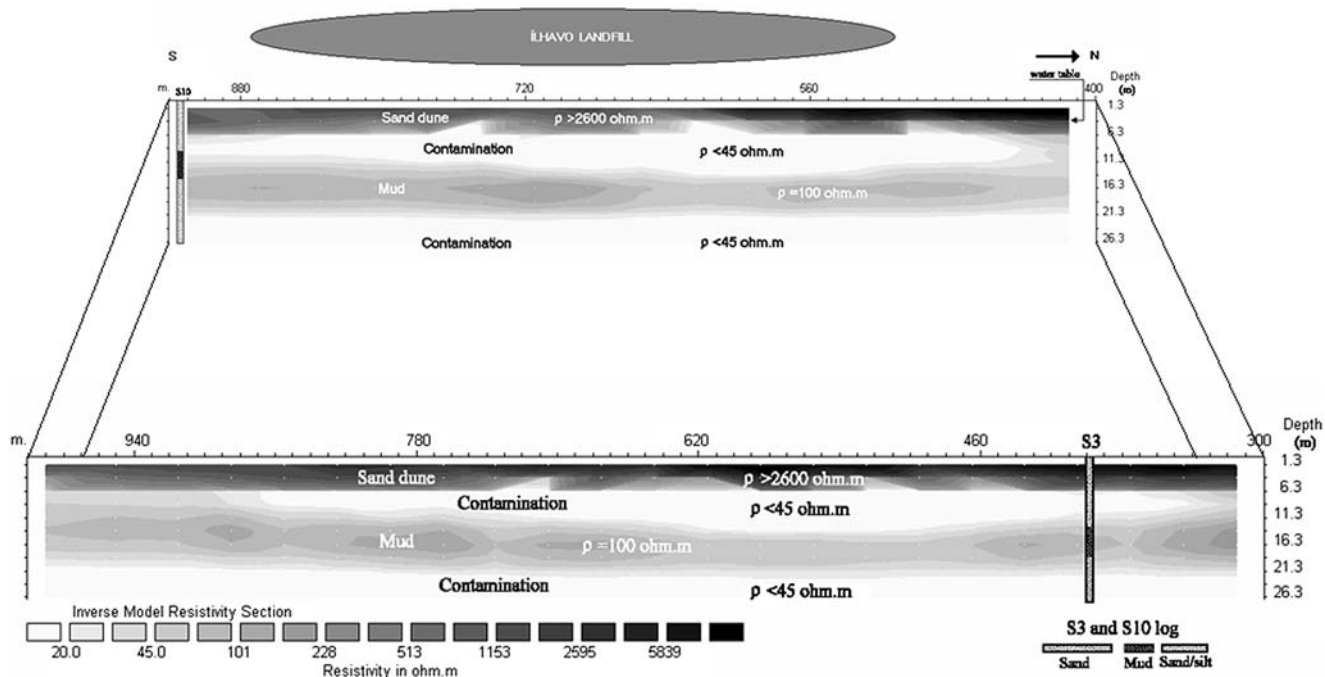 ÍLHAVO LANDFILL
S
N
water table
m. S10 880 720 560 400 Depth
(m)
1.3
Sand dune ρ >2600 ohm.m
6.3
Contamination ρ <45 ohm.m
11.3
Mud ρ =100 ohm.m
16.3
21.3
Contamination ρ <45 ohm.m
26.3
m. 940 780 620 460 S3 300 Depth
(m)
1.3
Sand dune ρ >2600 ohm.m
6.3
Contamination ρ <45 ohm.m
11.3
Mud ρ =100 ohm.m
16.3
21.3
Contamination ρ <45 ohm.m
26.3
Inverse Model Resistivity Section
20.0 45.0 101 228 513 1153 2595 5839
Resistivity in ohm.m
S3 and S10 log
Sand Mud Sand/silt